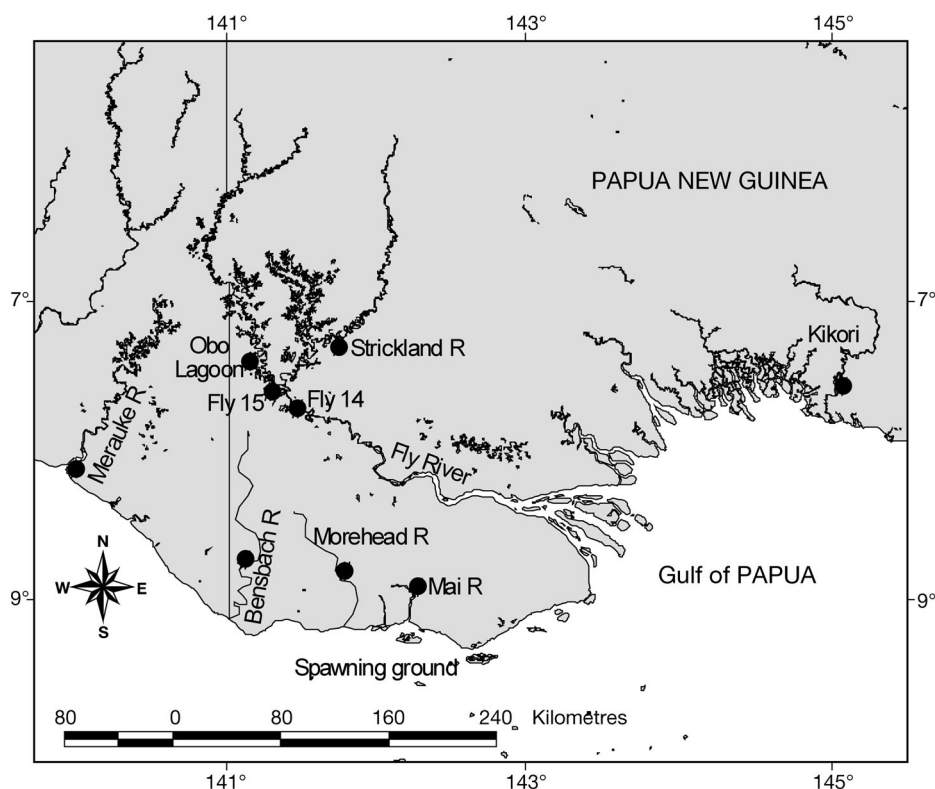 141° 143° 145°
PAPUA NEW GUINEA
7° 7°
Kikori
Obo
Lagoon
Strickland R
Fly 15
Fly 14
Merauke R
Fly River
Bensbach R
Morehead R
N
W E
S
Mai R
Gulf of PAPUA
9° 9°
Spawning ground
80 0 80 160 240 Kilometres
141° 143° 145°